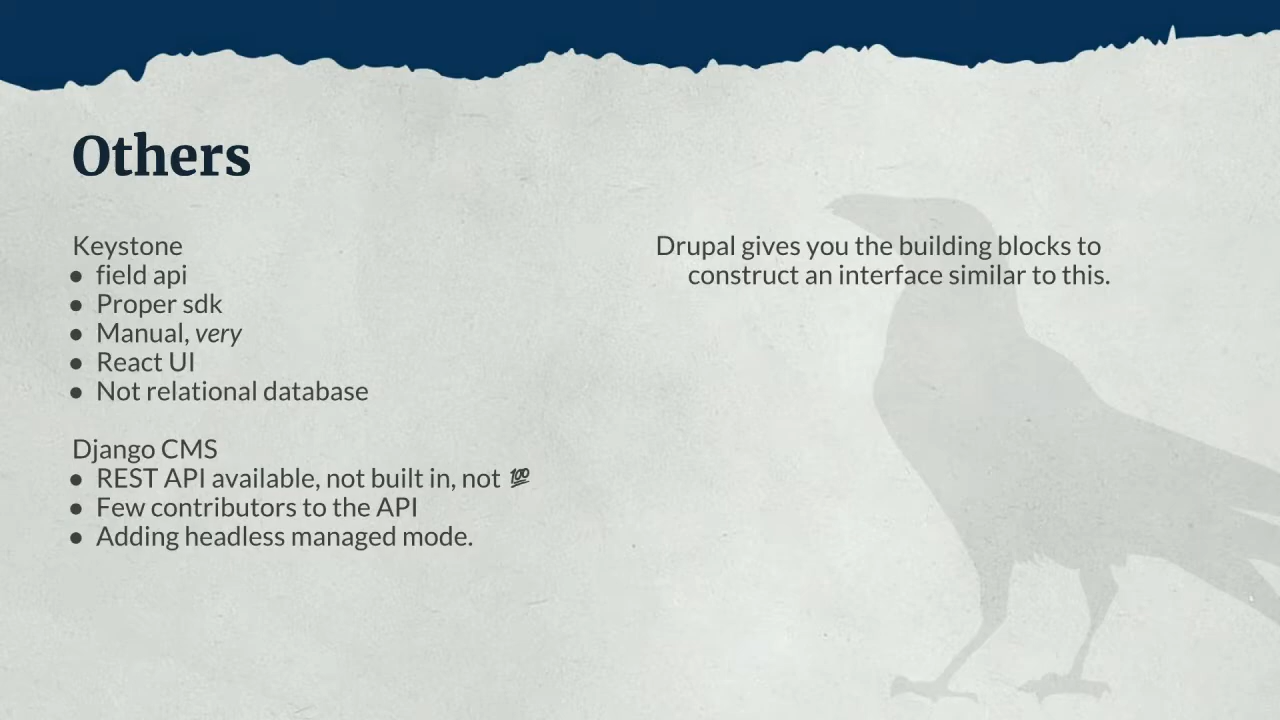 Others
Keystone
● field api
● Proper sdk
● Manual, very
● React UI
● Not relational database
Django CMS
● REST API available, not built in, not 💯
● Few contributors to the API
● Adding headless managed mode.
Drupal gives you the building blocks to
construct an interface similar to this.